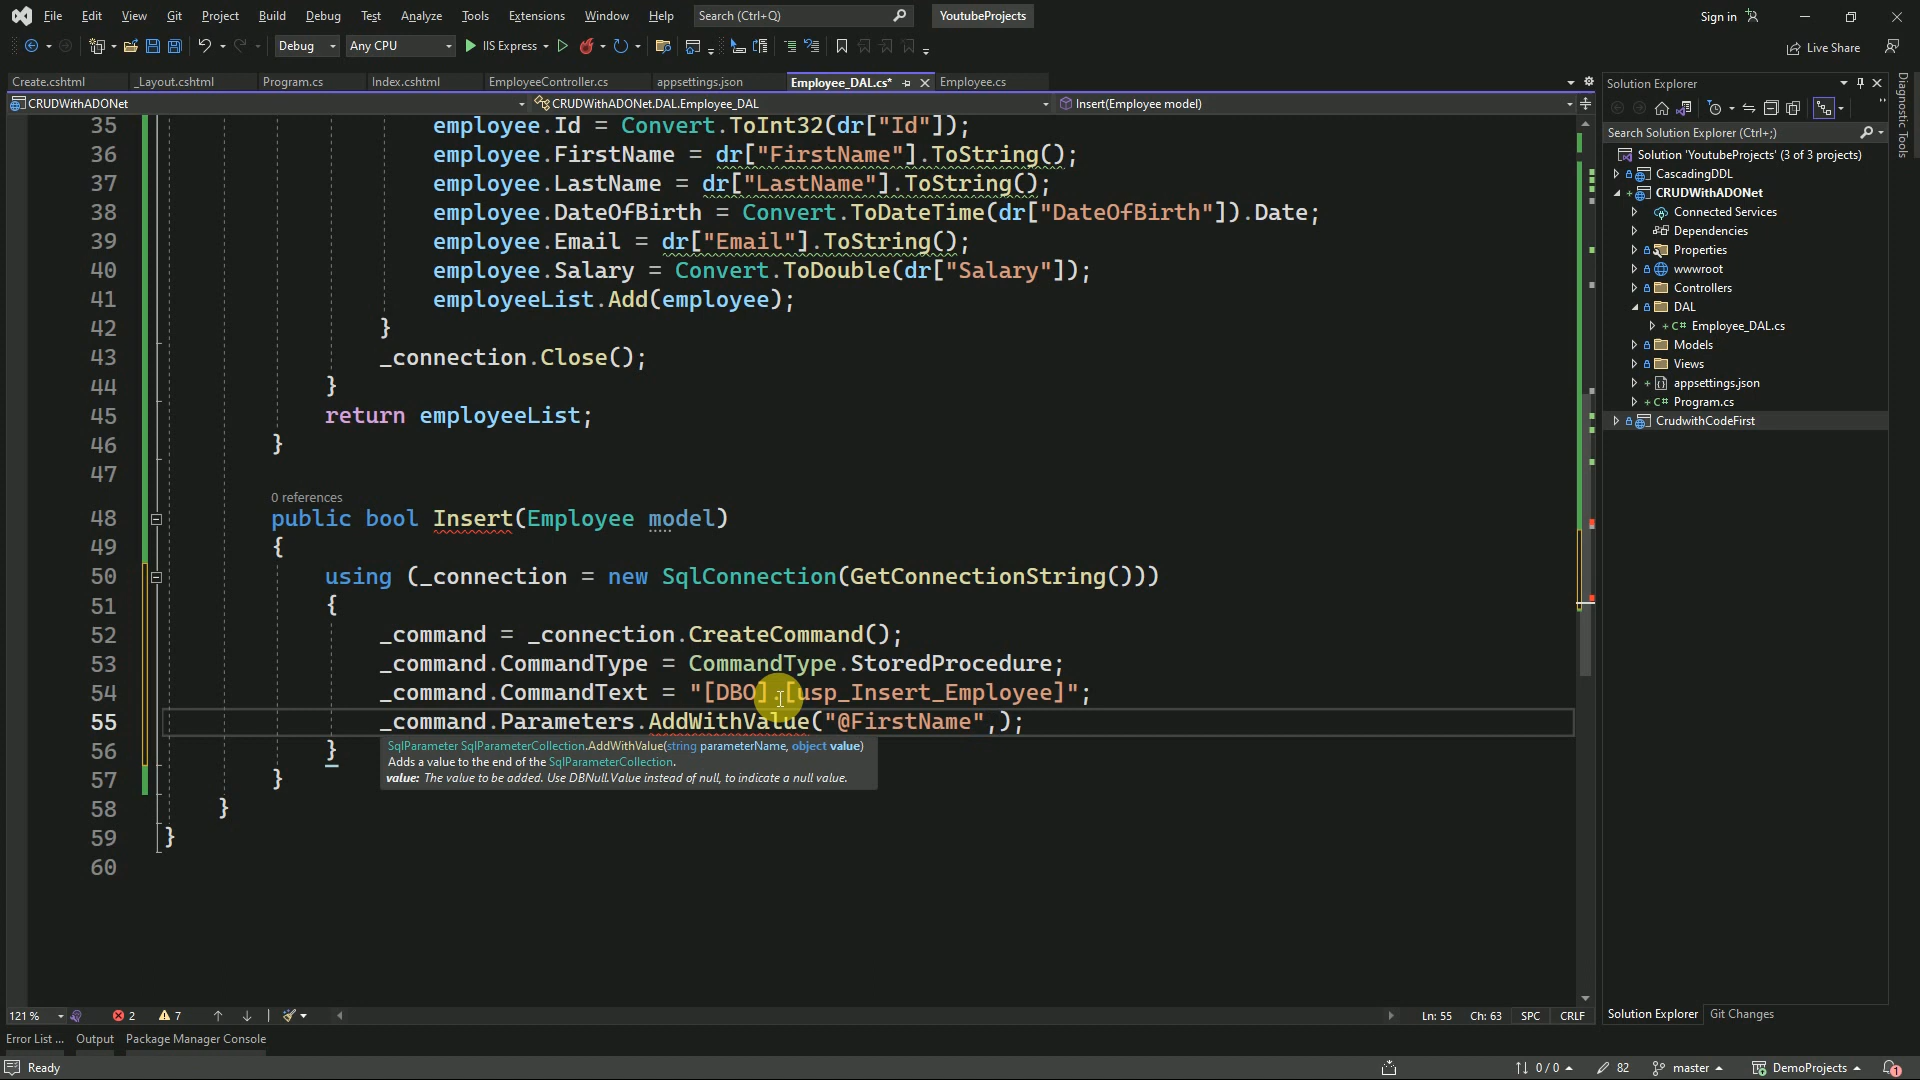 File Edit View Git Project Build Debug Test Analyze Tools Extensions Window Help Search (Ctrl+Q) YoutubeProjects Sign in
Debug Any CPU IIS Express Live Share
Create.cshtml _Layout.cshtml Program.cs Index.cshtml EmployeeController.cs appsettings.json Employee_DAL.cs* Employee.cs
CRUDWithADONet CRUDWithADONet.DAL.Employee_DAL Insert(Employee model)
35 employee.Id = Convert.ToInt32(dr["Id"]);
36 employee.FirstName = dr["FirstName"].ToString();
37 employee.LastName = dr["LastName"].ToString();
38 employee.DateOfBirth = Convert.ToDateTime(dr["DateOfBirth"]).Date;
39 employee.Email = dr["Email"].ToString();
40 employee.Salary = Convert.ToDouble(dr["Salary"]);
41 employeeList.Add(employee);
42 }
43 _connection.Close();
44 }
45 return employeeList;
46 }
47
0 references
48 public bool Insert(Employee model)
49 {
50 using (_connection = new SqlConnection(GetConnectionString()))
51 {
52 _command = _connection.CreateCommand();
53 _command.CommandType = CommandType.StoredProcedure;
54 _command.CommandText = "[DBO].[usp_Insert_Employee]";
55 _command.Parameters.AddWithValue("@FirstName",);
SqlParameter SqlParameterCollection.AddWithValue(string parameterName, object value)
Adds a value to the end of the SqlParameterCollection.
value: The value to be added. Use DBNull.Value instead of null, to indicate a null value.
56 }
57 }
58 }
59 }
60
121 % 2 7 Ln: 55 Ch: 63 SPC CRLF
Error List ... Output Package Manager Console
Ready 0 / 0 82 master DemoProjects 1
Solution Explorer
Search Solution Explorer (Ctrl+;)
Solution 'YoutubeProjects' (3 of 3 projects)
CascadingDDL
CRUDWithADONet
Connected Services
Dependencies
Properties
wwwroot
Controllers
DAL
C# Employee_DAL.cs
Models
Views
appsettings.json
C# Program.cs
CrudwithCodeFirst
Solution Explorer Git Changes
Diagnostic Tools